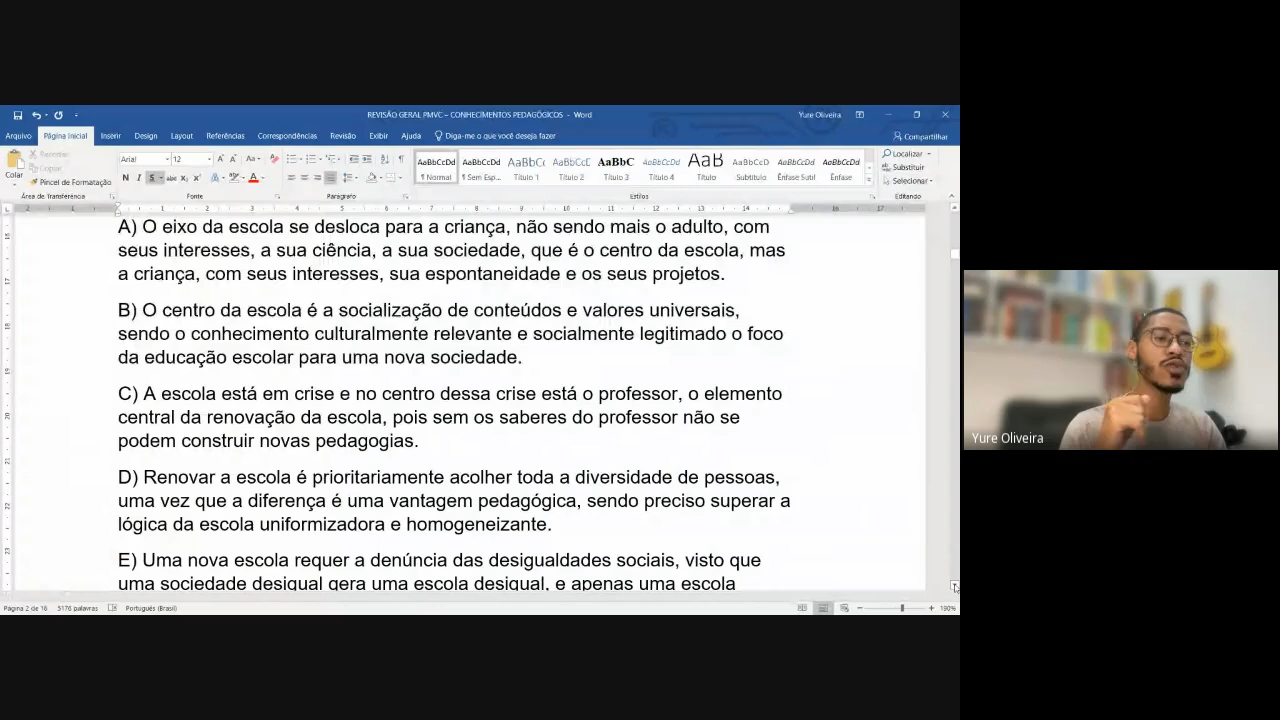 REVISÃO GERAL PMVC – CONHECIMENTOS PEDAGÓGICOS - Word
Yure Oliveira
Arquivo Página Inicial Inserir Design Layout Referências Correspondências Revisão Exibir Ajuda Diga-me o que você deseja fazer
Compartilhar
Colar
Recortar
Copiar
Pincel de Formatação
Área de Transferência
Arial 12
N I S abc x₂ x²
Fonte
Parágrafo
AaBbCcDd AaBbCcDd AaBbCc AaBbCcE AaBbC AaBbCcDd AaB AaBbCcD AaBbCcDd AaBbCcDd
¶ Normal ¶ Sem Esp... Título 1 Título 2 Título 3 Título 4 Título Subtítulo Ênfase Sutil Ênfase
Estilos
Localizar
Substituir
Selecionar
Editando
A) O eixo da escola se desloca para a criança, não sendo mais o adulto, com
seus interesses, a sua ciência, a sua sociedade, que é o centro da escola, mas
a criança, com seus interesses, sua espontaneidade e os seus projetos.
B) O centro da escola é a socialização de conteúdos e valores universais,
sendo o conhecimento culturalmente relevante e socialmente legitimado o foco
da educação escolar para uma nova sociedade.
C) A escola está em crise e no centro dessa crise está o professor, o elemento
central da renovação da escola, pois sem os saberes do professor não se
podem construir novas pedagogias.
D) Renovar a escola é prioritariamente acolher toda a diversidade de pessoas,
uma vez que a diferença é uma vantagem pedagógica, sendo preciso superar a
lógica da escola uniformizadora e homogeneizante.
E) Uma nova escola requer a denúncia das desigualdades sociais, visto que
uma sociedade desigual gera uma escola desigual, e apenas uma escola
Página 2 de 16 5176 palavras Português (Brasil)
190%
Yure Oliveira